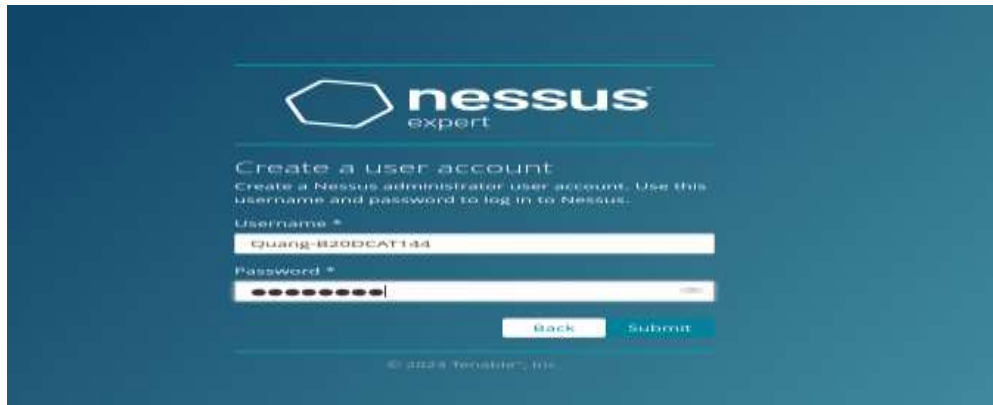 nessus
expert
Create a user account
Create a Nessus administrator user account. Use this
username and password to log in to Nessus.
Username *
Quang-B20DCAT144
Password *
Back Submit
© 2024 Tenable®, Inc.